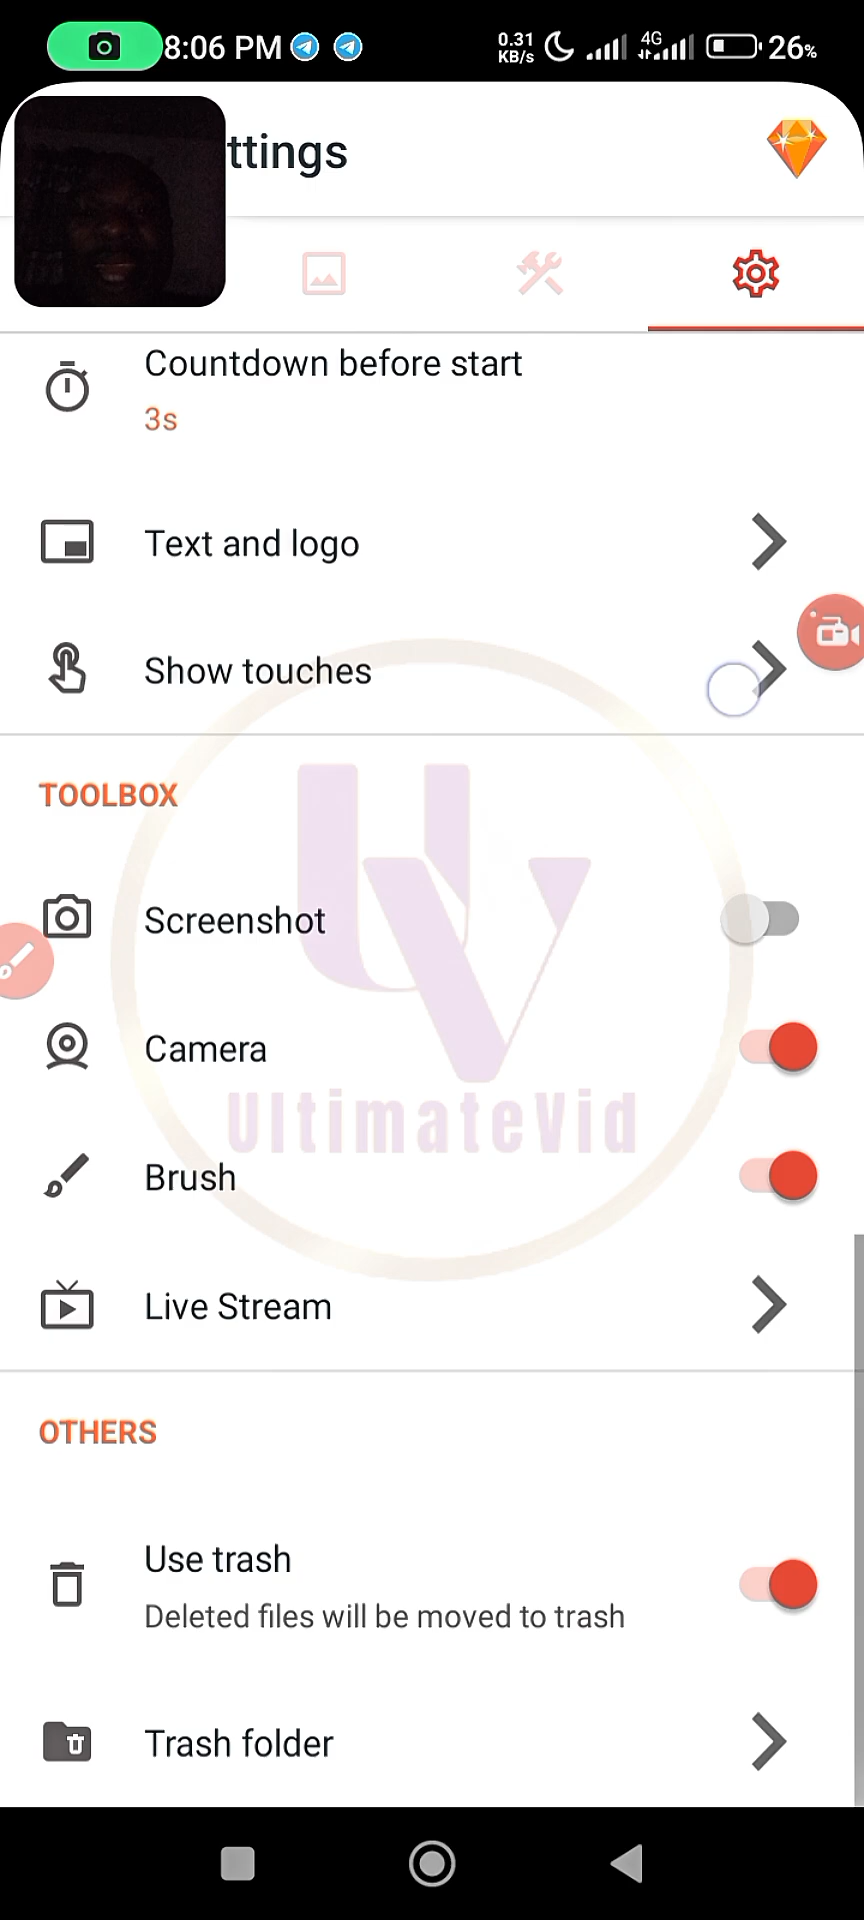 8:06 PM
0.31
KB/s
4G
26%
ttings
Countdown before start
3s
Text and logo
Show touches
TOOLBOX
Screenshot
Camera
UltimateVid
Brush
Live Stream
OTHERS
Use trash
Deleted files will be moved to trash
Trash folder